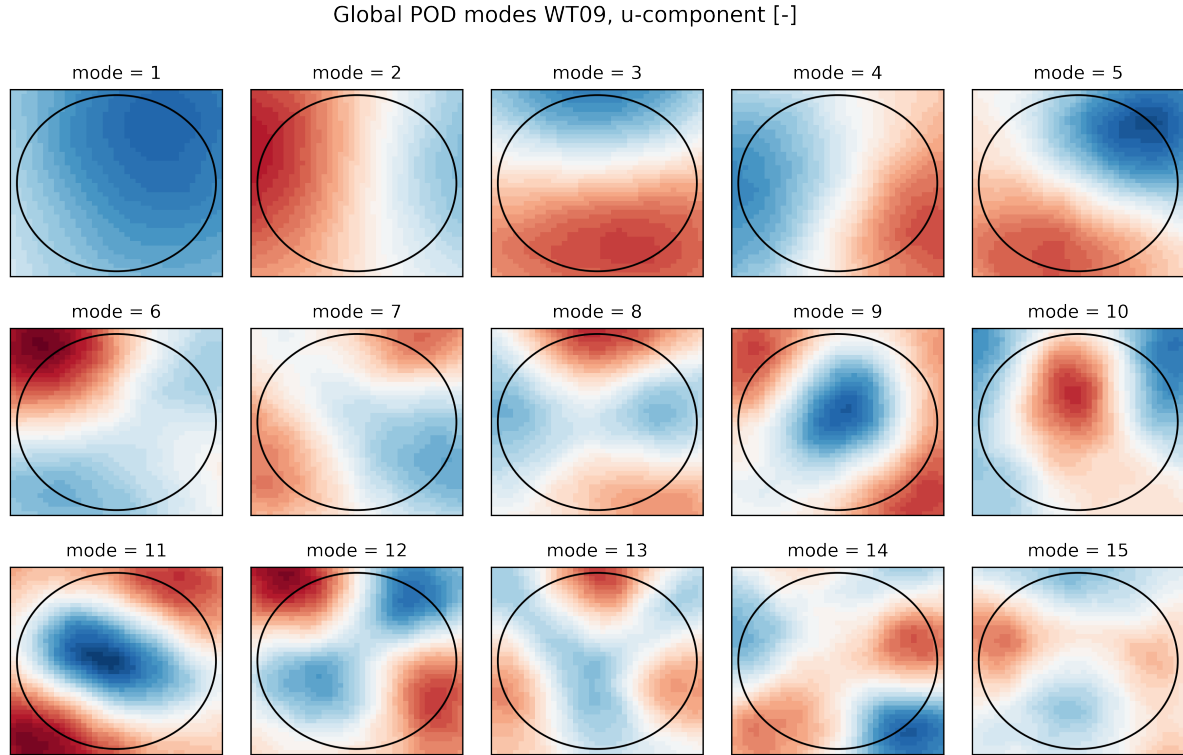 Global POD modes WT09, u-component [-]
mode = 1
mode = 2
mode = 3
mode = 4
mode = 5
mode = 6
mode = 7
mode = 8
mode = 9
mode = 10
mode = 11
mode = 12
mode = 13
mode = 14
mode = 15